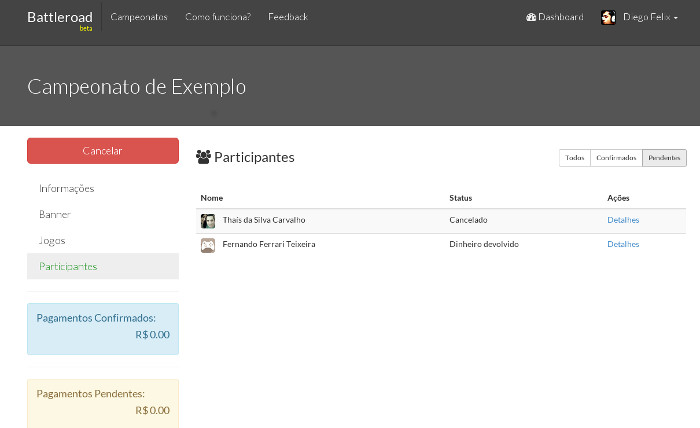 Battleroad
beta
Campeonatos
Como funciona?
Feedback
Dashboard
Diego Felix
Campeonato de Exemplo
Cancelar
Informações
Banner
Jogos
Participantes
Pagamentos Confirmados:
R$ 0.00
Pagamentos Pendentes:
R$ 0.00
Participantes
Todos
Confirmados
Pendentes
Nome Status Ações
Thaís da Silva Carvalho Cancelado Detalhes
Fernando Ferrari Teixeira Dinheiro devolvido Detalhes